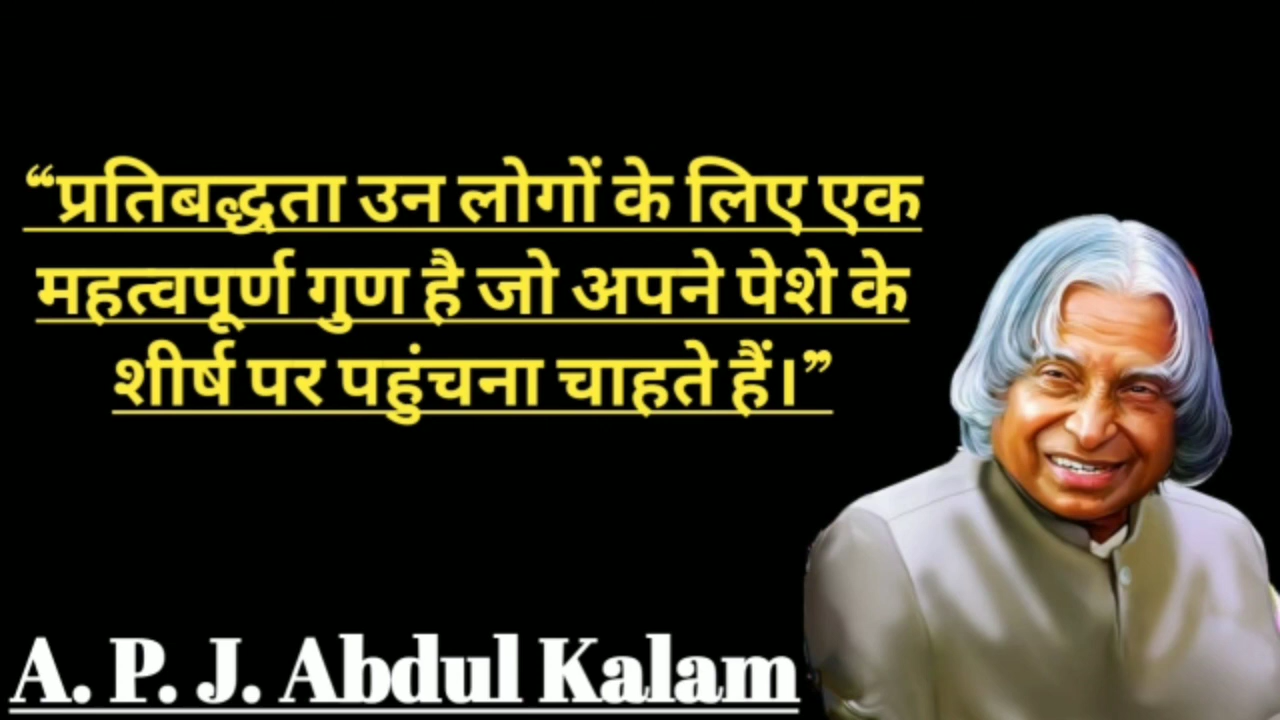 “प्रतिबद्धता उन लोगों के लिए एक
महत्वपूर्ण गुण है जो अपने पेशे के
शीर्ष पर पहुंचना चाहते हैं।”
A. P. J. Abdul Kalam